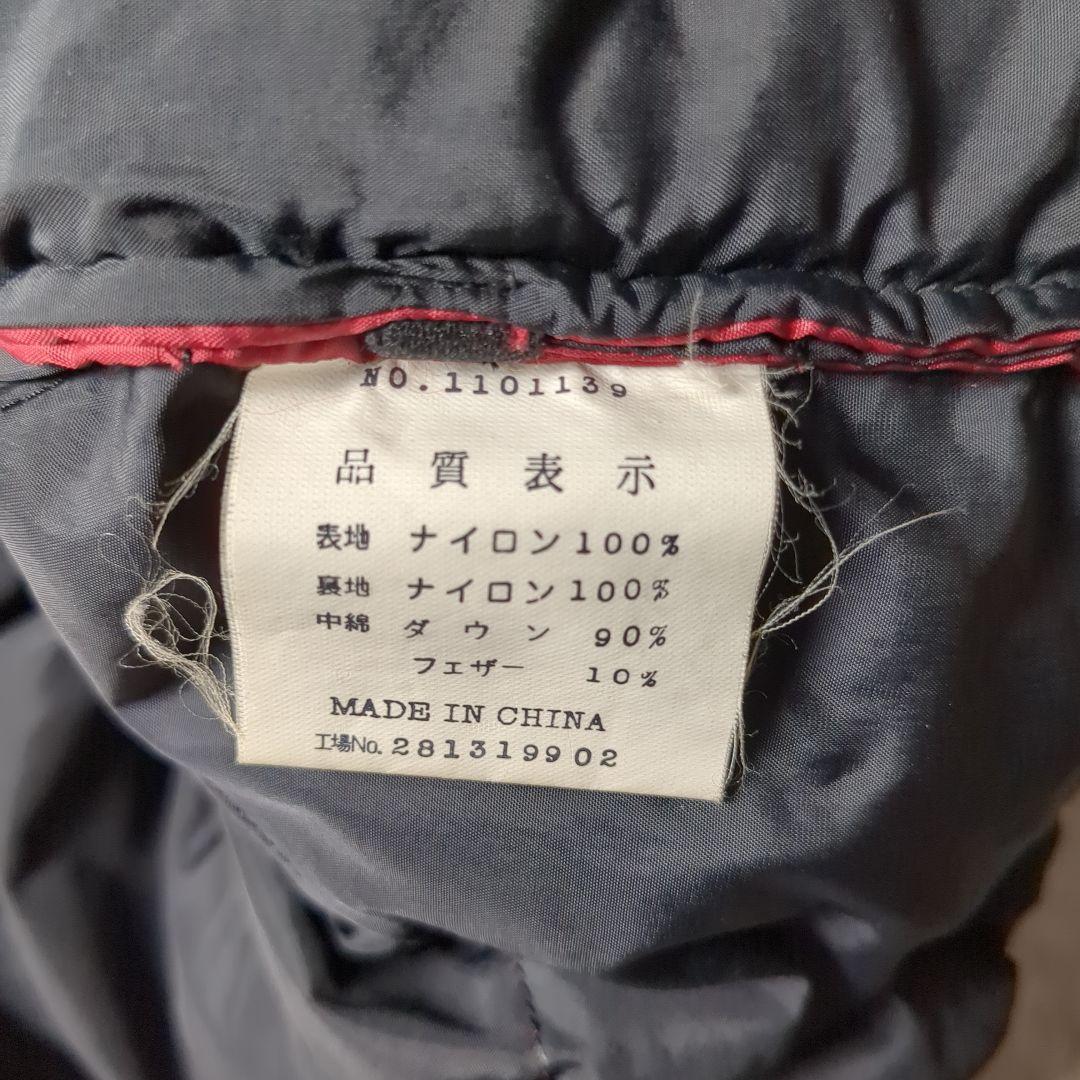 NO.1101139
品質表示
表地 ナイロン100%
裏地 ナイロン100%
中綿 ダウン 90%
フェザー 10%
MADE IN CHINA
工場No. 281319902